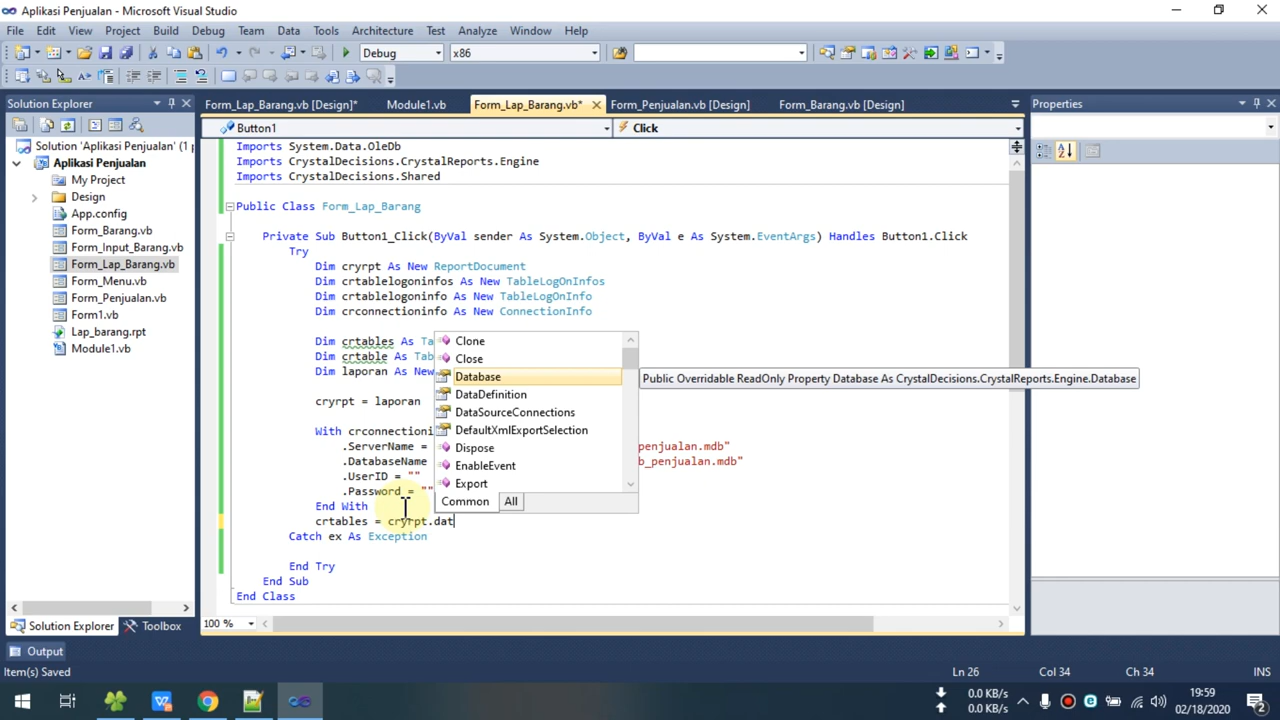 Aplikasi Penjualan - Microsoft Visual Studio
File Edit View Project Build Debug Team Data Tools Architecture Test Analyze Window Help
Debug x86
Solution Explorer
Form_Lap_Barang.vb [Design]* Module1.vb Form_Lap_Barang.vb* Form_Penjualan.vb [Design] Form_Barang.vb [Design]
Properties
Button1 Click
Solution 'Aplikasi Penjualan' (1 p
Aplikasi Penjualan
My Project
Design
App.config
Form_Barang.vb
Form_Input_Barang.vb
Form_Lap_Barang.vb
Form_Menu.vb
Form_Penjualan.vb
Form1.vb
Lap_barang.rpt
Module1.vb
Imports System.Data.OleDb
Imports CrystalDecisions.CrystalReports.Engine
Imports CrystalDecisions.Shared
Public Class Form_Lap_Barang
Private Sub Button1_Click(ByVal sender As System.Object, ByVal e As System.EventArgs) Handles Button1.Click
Try
Dim cryrpt As New ReportDocument
Dim crtablelogoninfos As New TableLogOnInfos
Dim crtablelogoninfo As New TableLogOnInfo
Dim crconnectioninfo As New ConnectionInfo
Dim crtables As Ta
Dim crtable As Tab
Dim laporan As New
cryrpt = laporan
With crconnectioni
.ServerName = penjualan.mdb"
.DatabaseName b_penjualan.mdb"
.UserID = ""
.Password = ""
End With
crtables = cryrpt.dat
Catch ex As Exception
End Try
End Sub
End Class
Clone
Close
Database
DataDefinition
DataSourceConnections
DefaultXmlExportSelection
Dispose
EnableEvent
Export
Common All
Public Overridable ReadOnly Property Database As CrystalDecisions.CrystalReports.Engine.Database
100 %
Solution Explorer Toolbox
Output
Item(s) Saved Ln 26 Col 34 Ch 34 INS
0.0 KB/s
0.0 KB/s
19:59
02/18/2020
2